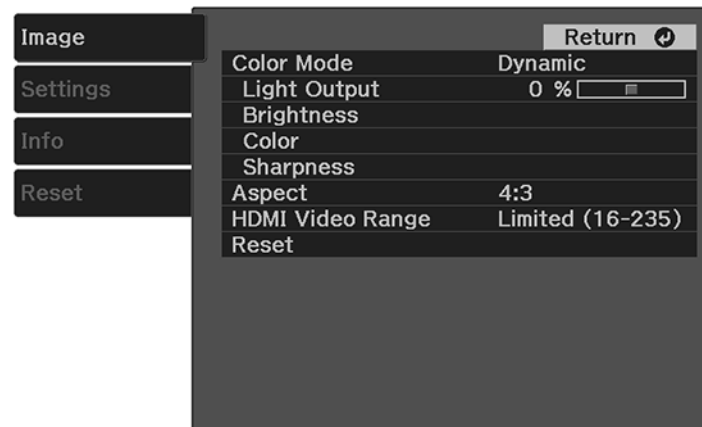 Image
Settings
Info
Reset
Return
Color Mode Dynamic
Light Output 0 %
Brightness
Color
Sharpness
Aspect 4:3
HDMI Video Range Limited (16-235)
Reset